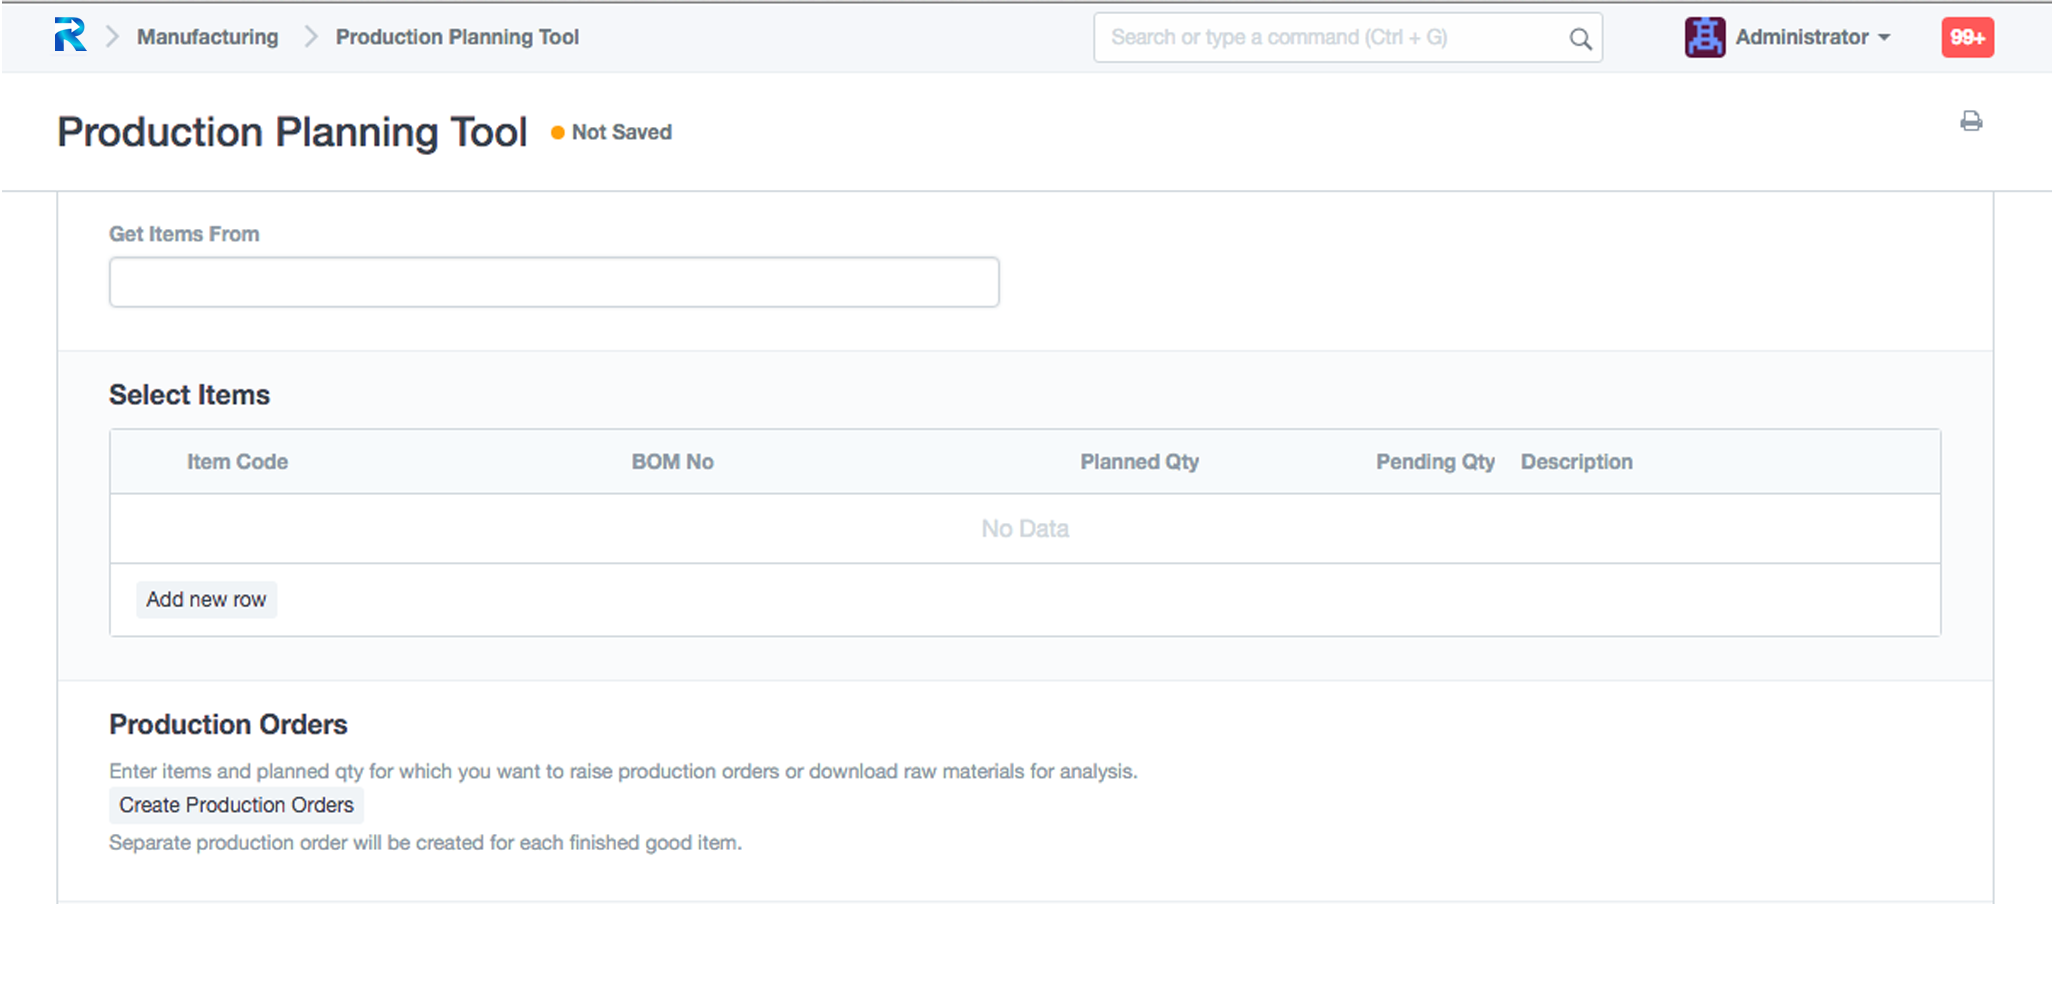 Manufacturing
Production Planning Tool
Search or type a command (Ctrl + G)
Administrator
99+
Production Planning Tool
Not Saved
Get Items From
Select Items
Item Code
BOM No
Planned Qty
Pending Qty
Description
No Data
Add new row
Production Orders
Enter items and planned qty for which you want to raise production orders or download raw materials for analysis.
Create Production Orders
Separate production order will be created for each finished good item.